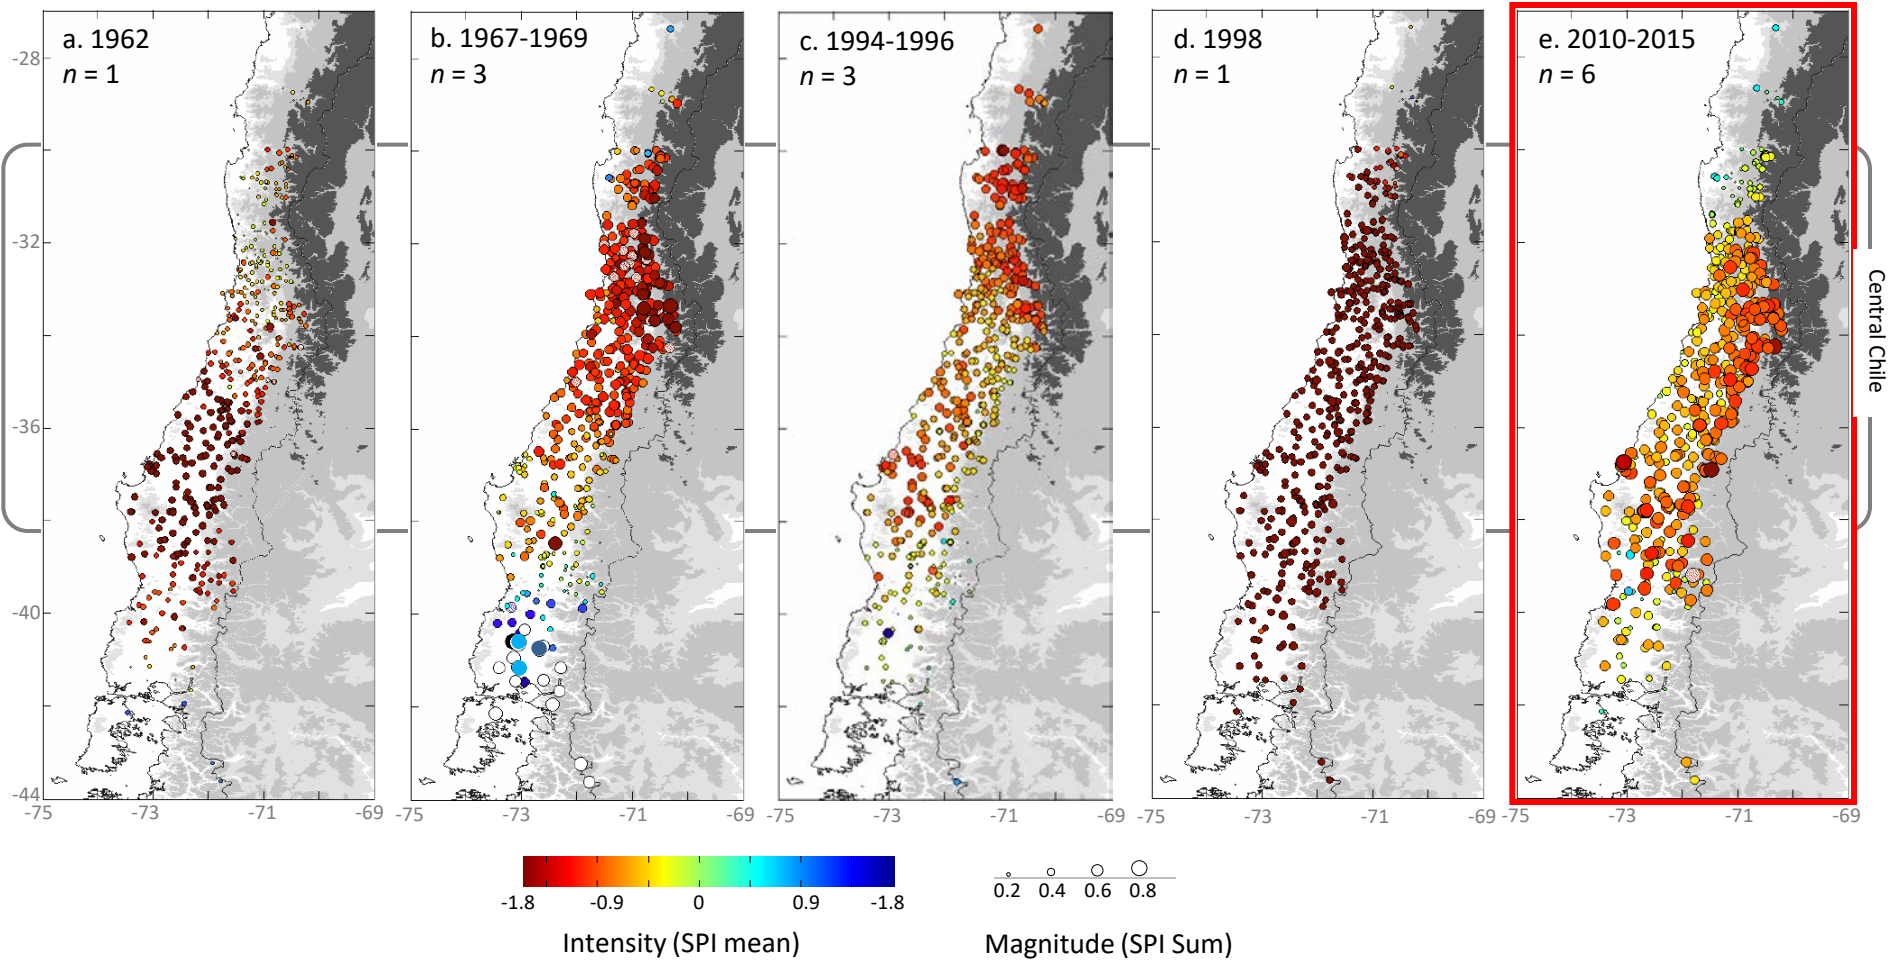 a. 1962
n = 1
b. 1967-1969
n = 3
c. 1994-1996
n = 3
d. 1998
n = 1
e. 2010-2015
n = 6
-28
-32
-36
-40
-44
Central Chile
-75 -73 -71 -69
-75 -73 -71 -69
-75 -73 -71 -69
-75 -73 -71 -69
-75 -73 -71 -69
-1.8 -0.9 0 0.9 -1.8
Intensity (SPI mean)
0.2 0.4 0.6 0.8
Magnitude (SPI Sum)